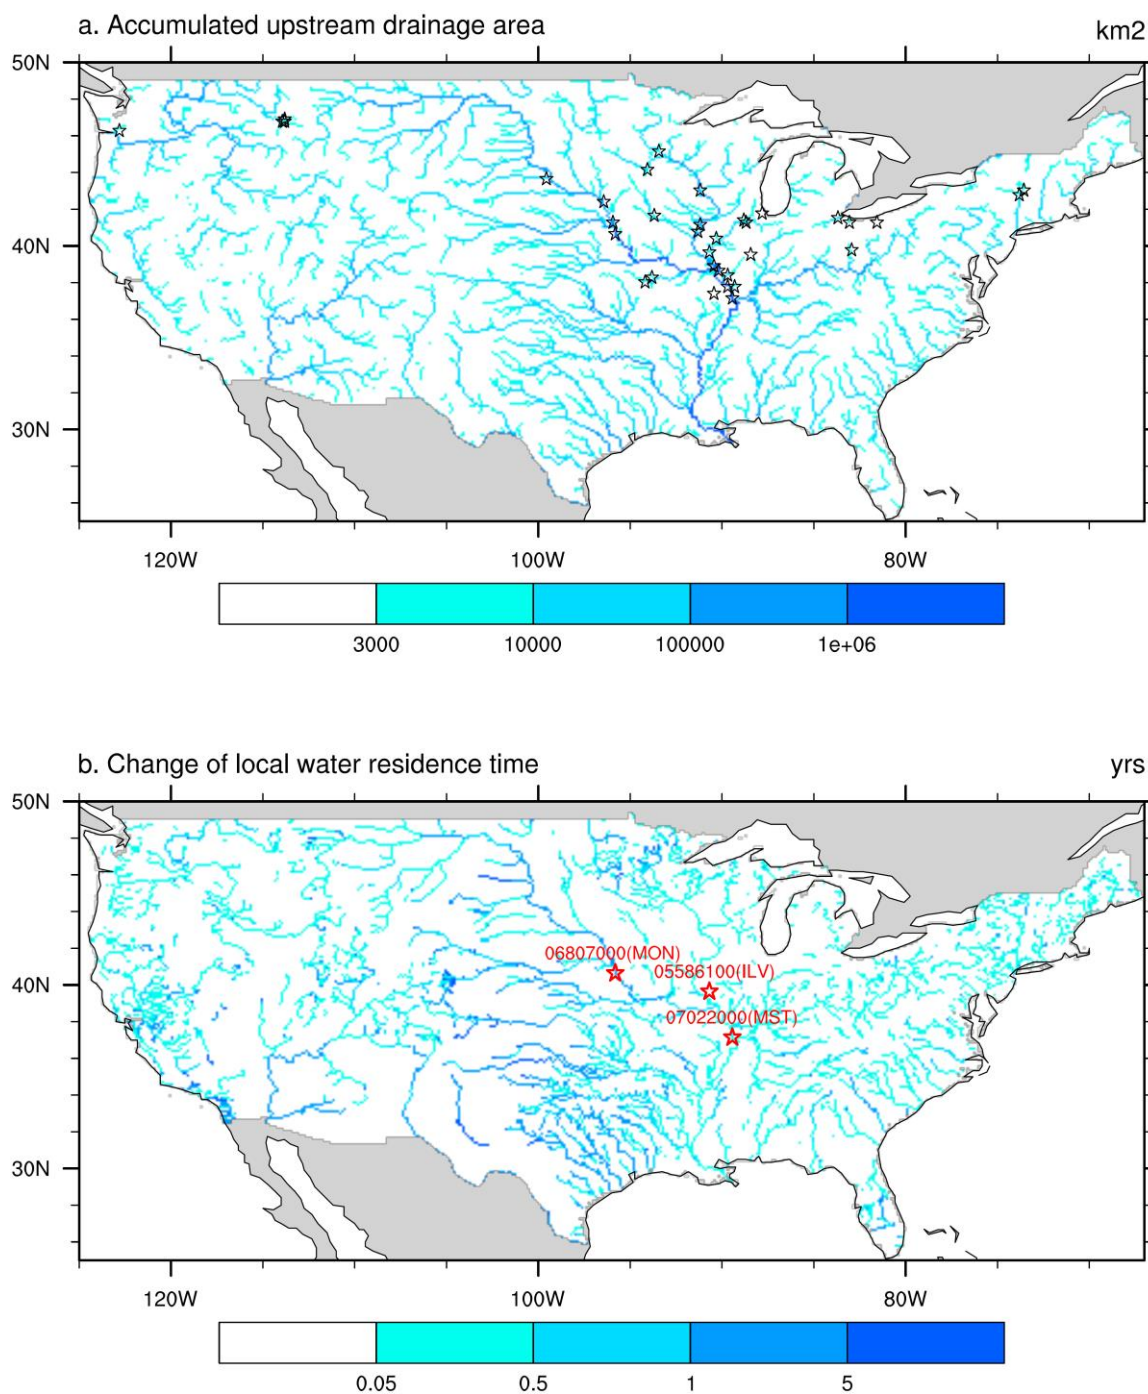 a. Accumulated upstream drainage area km2
50N
40N
30N
120W 100W 80W
3000 10000 100000 1e+06
b. Change of local water residence time yrs
50N
06807000(MON)
05586100(ILV)
40N
07022000(MST)
30N
120W 100W 80W
0.05 0.5 1 5